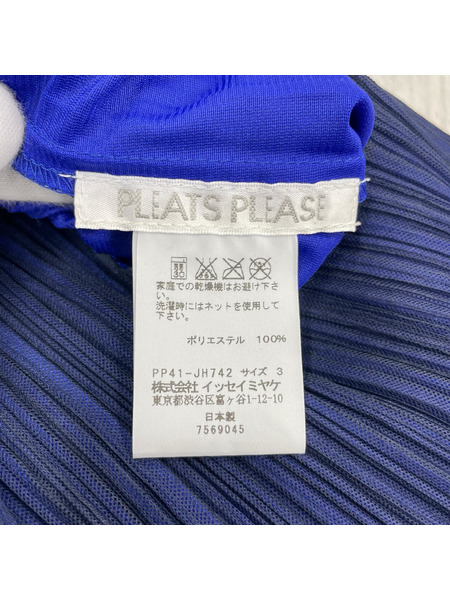 PLEATS PLEASE
家庭での乾燥機はお避け下さ
い。
洗濯時にはネットを使用して
下さい。
ポリエステル 100%
PP41-JH742 サイズ 3
株式会社 イッセイミヤケ
東京都渋谷区富ヶ谷1-12-10
日本製
7569045